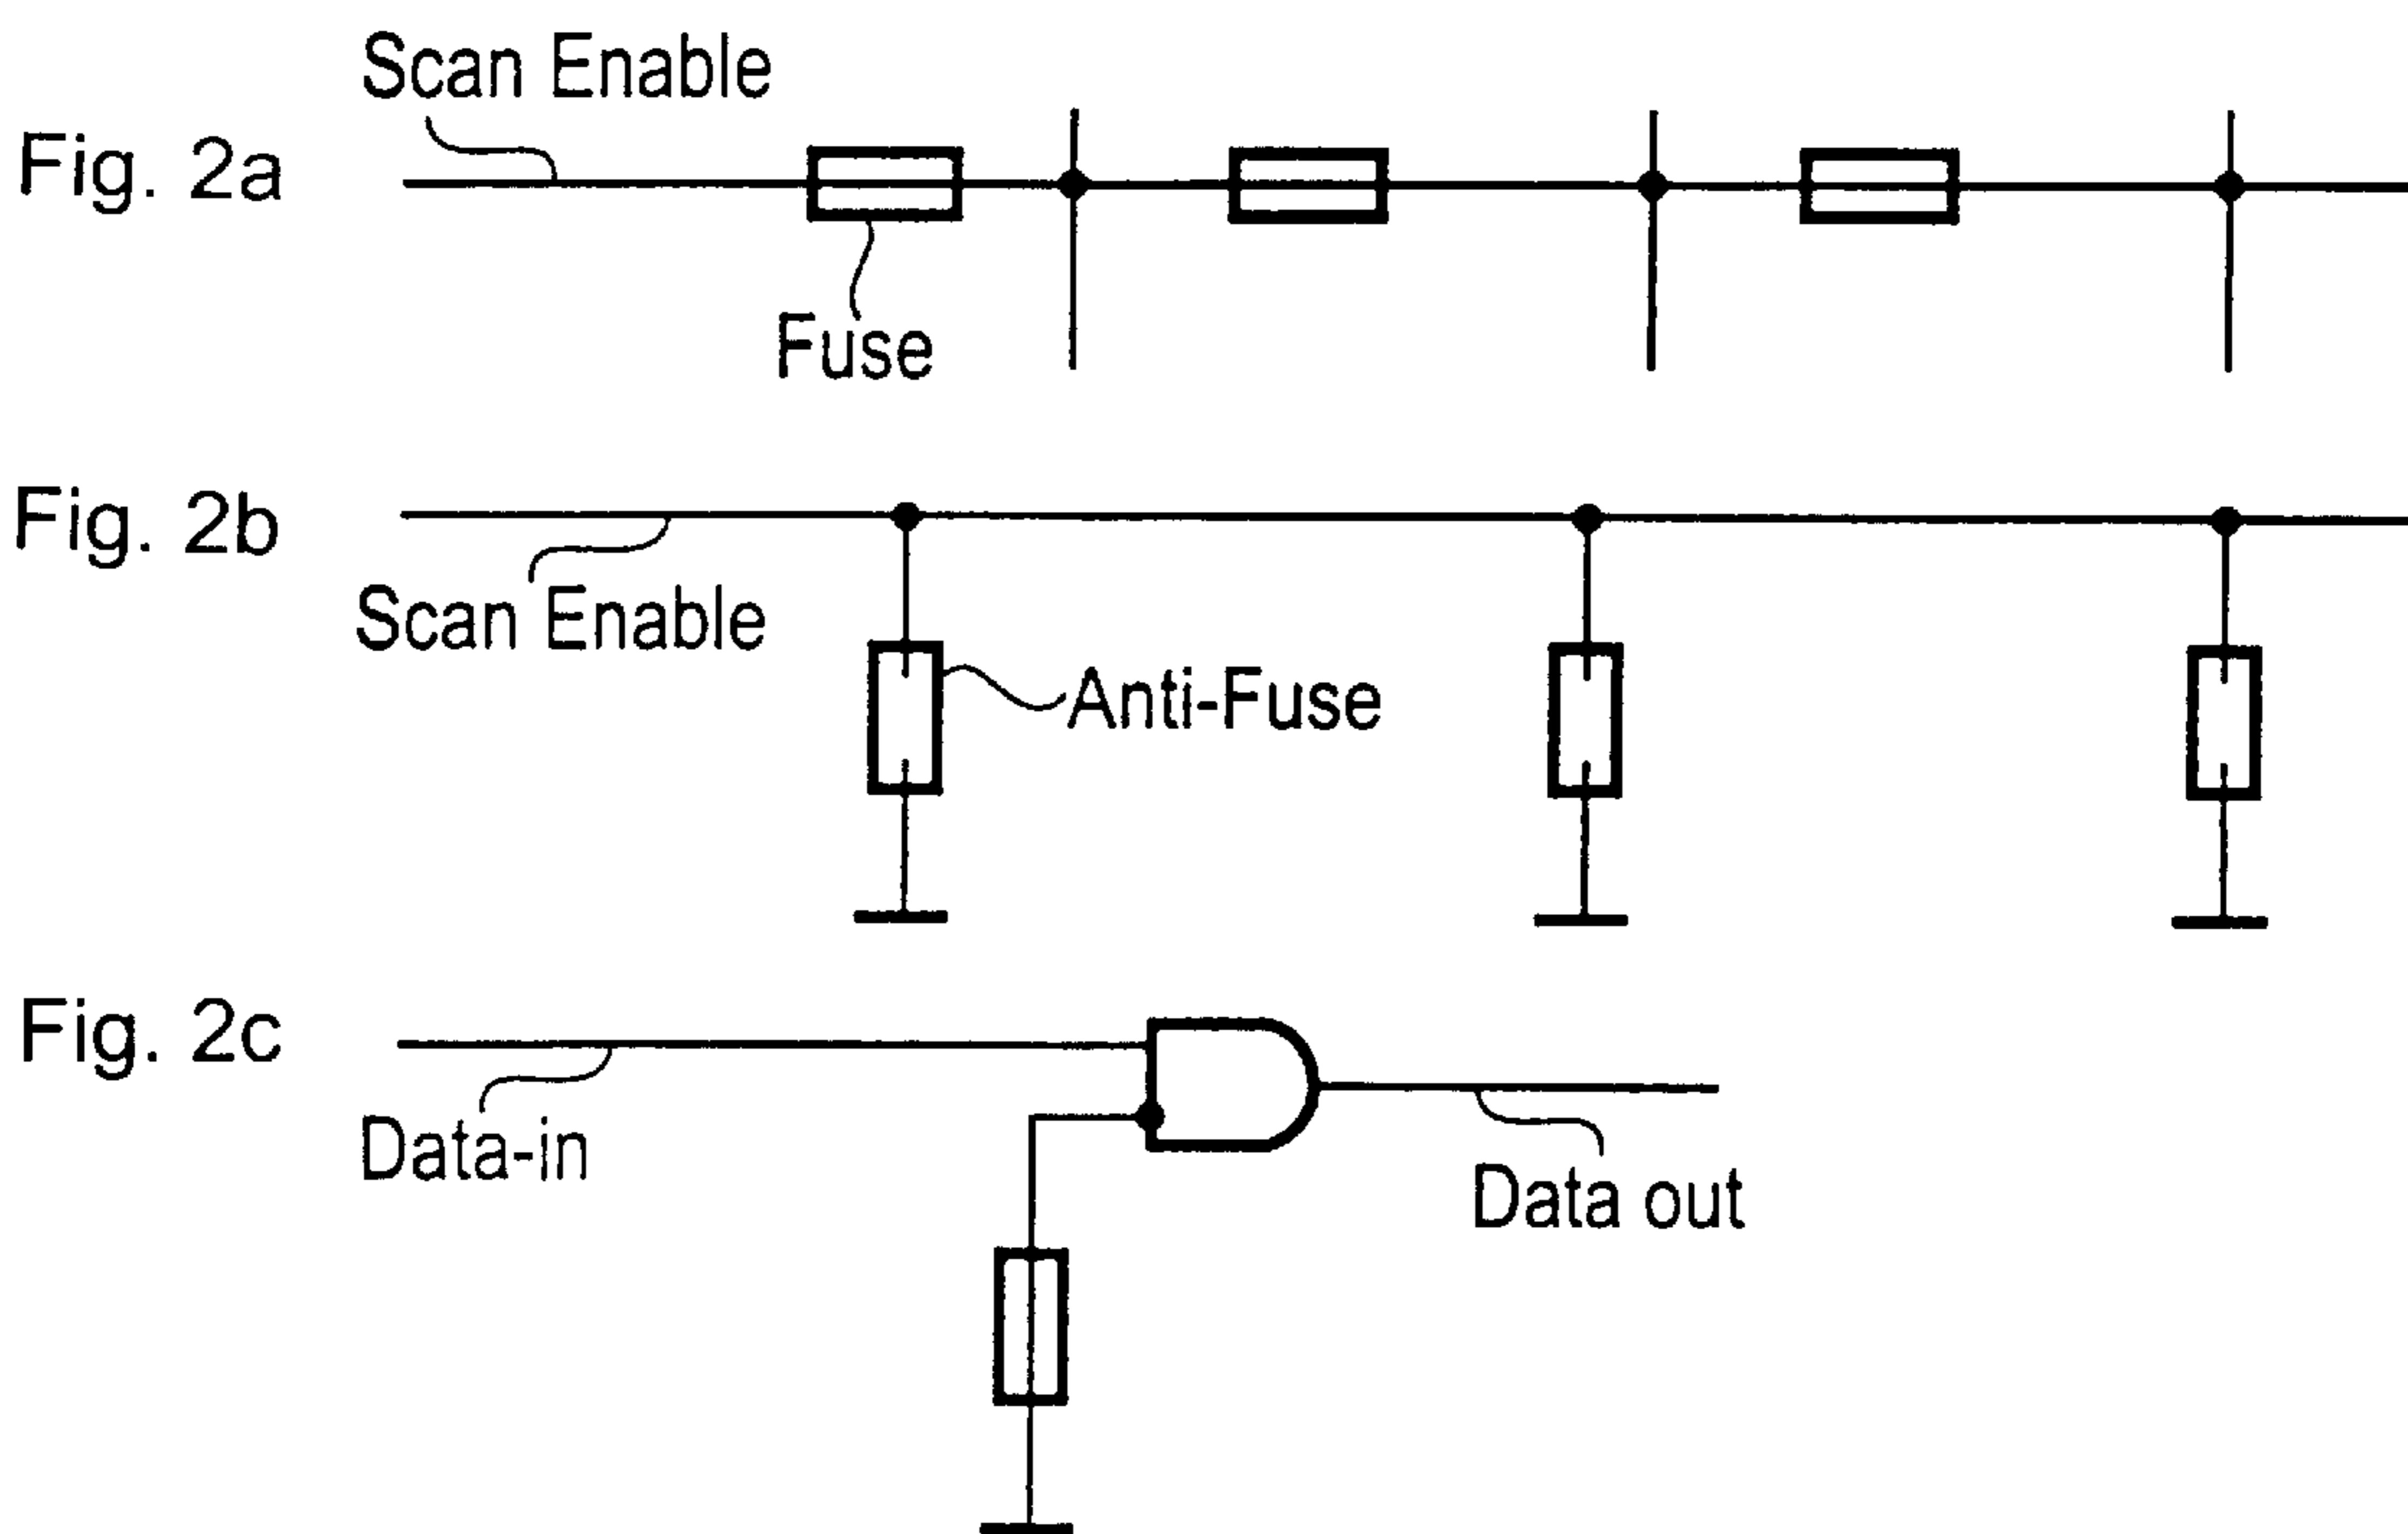 Scan Enable
Fig. 2a
Fuse
Fig. 2b
Scan Enable
Anti-Fuse
Fig. 2c
Data-in
Data out